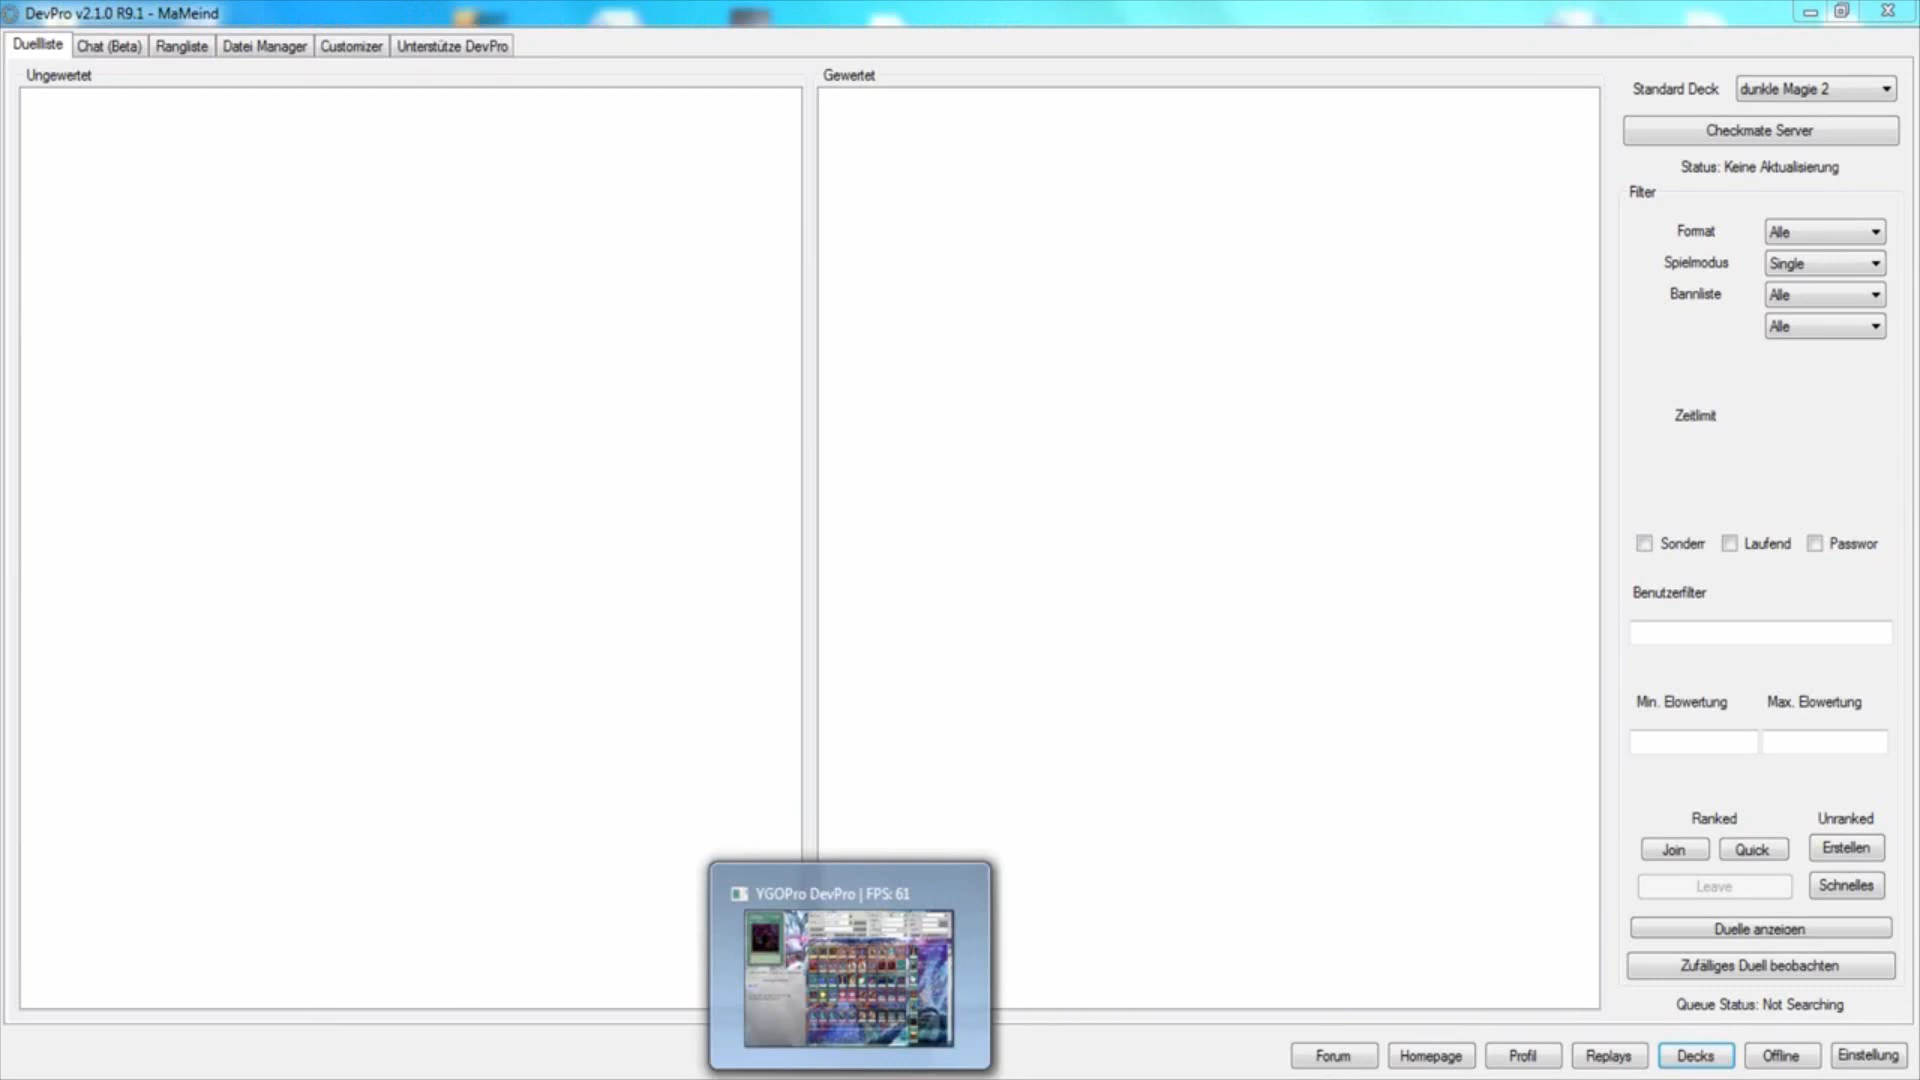 DevPro v2.1.0 R9.1 - MaMeind
Duelliste
Chat (Beta)
Rangliste
Datei Manager
Customizer
Unterstütze DevPro
Ungewertet
Gewertet
Standard Deck
dunkle Magie 2
Checkmate Server
Status: Keine Aktualisierung
Filter
Format
Alle
Spielmodus
Single
Bannliste
Alle
Alle
Zeitlimit
Sonderr
Laufend
Passwor
Benutzerfilter
Min. Elowertung
Max. Elowertung
Ranked
Unranked
Join
Quick
Erstellen
Leave
Schnelles
Duelle anzeigen
Zufälliges Duell beobachten
Queue Status: Not Searching
YGOPro DevPro | FPS: 61
Forum
Homepage
Profil
Replays
Decks
Offline
Einstellung